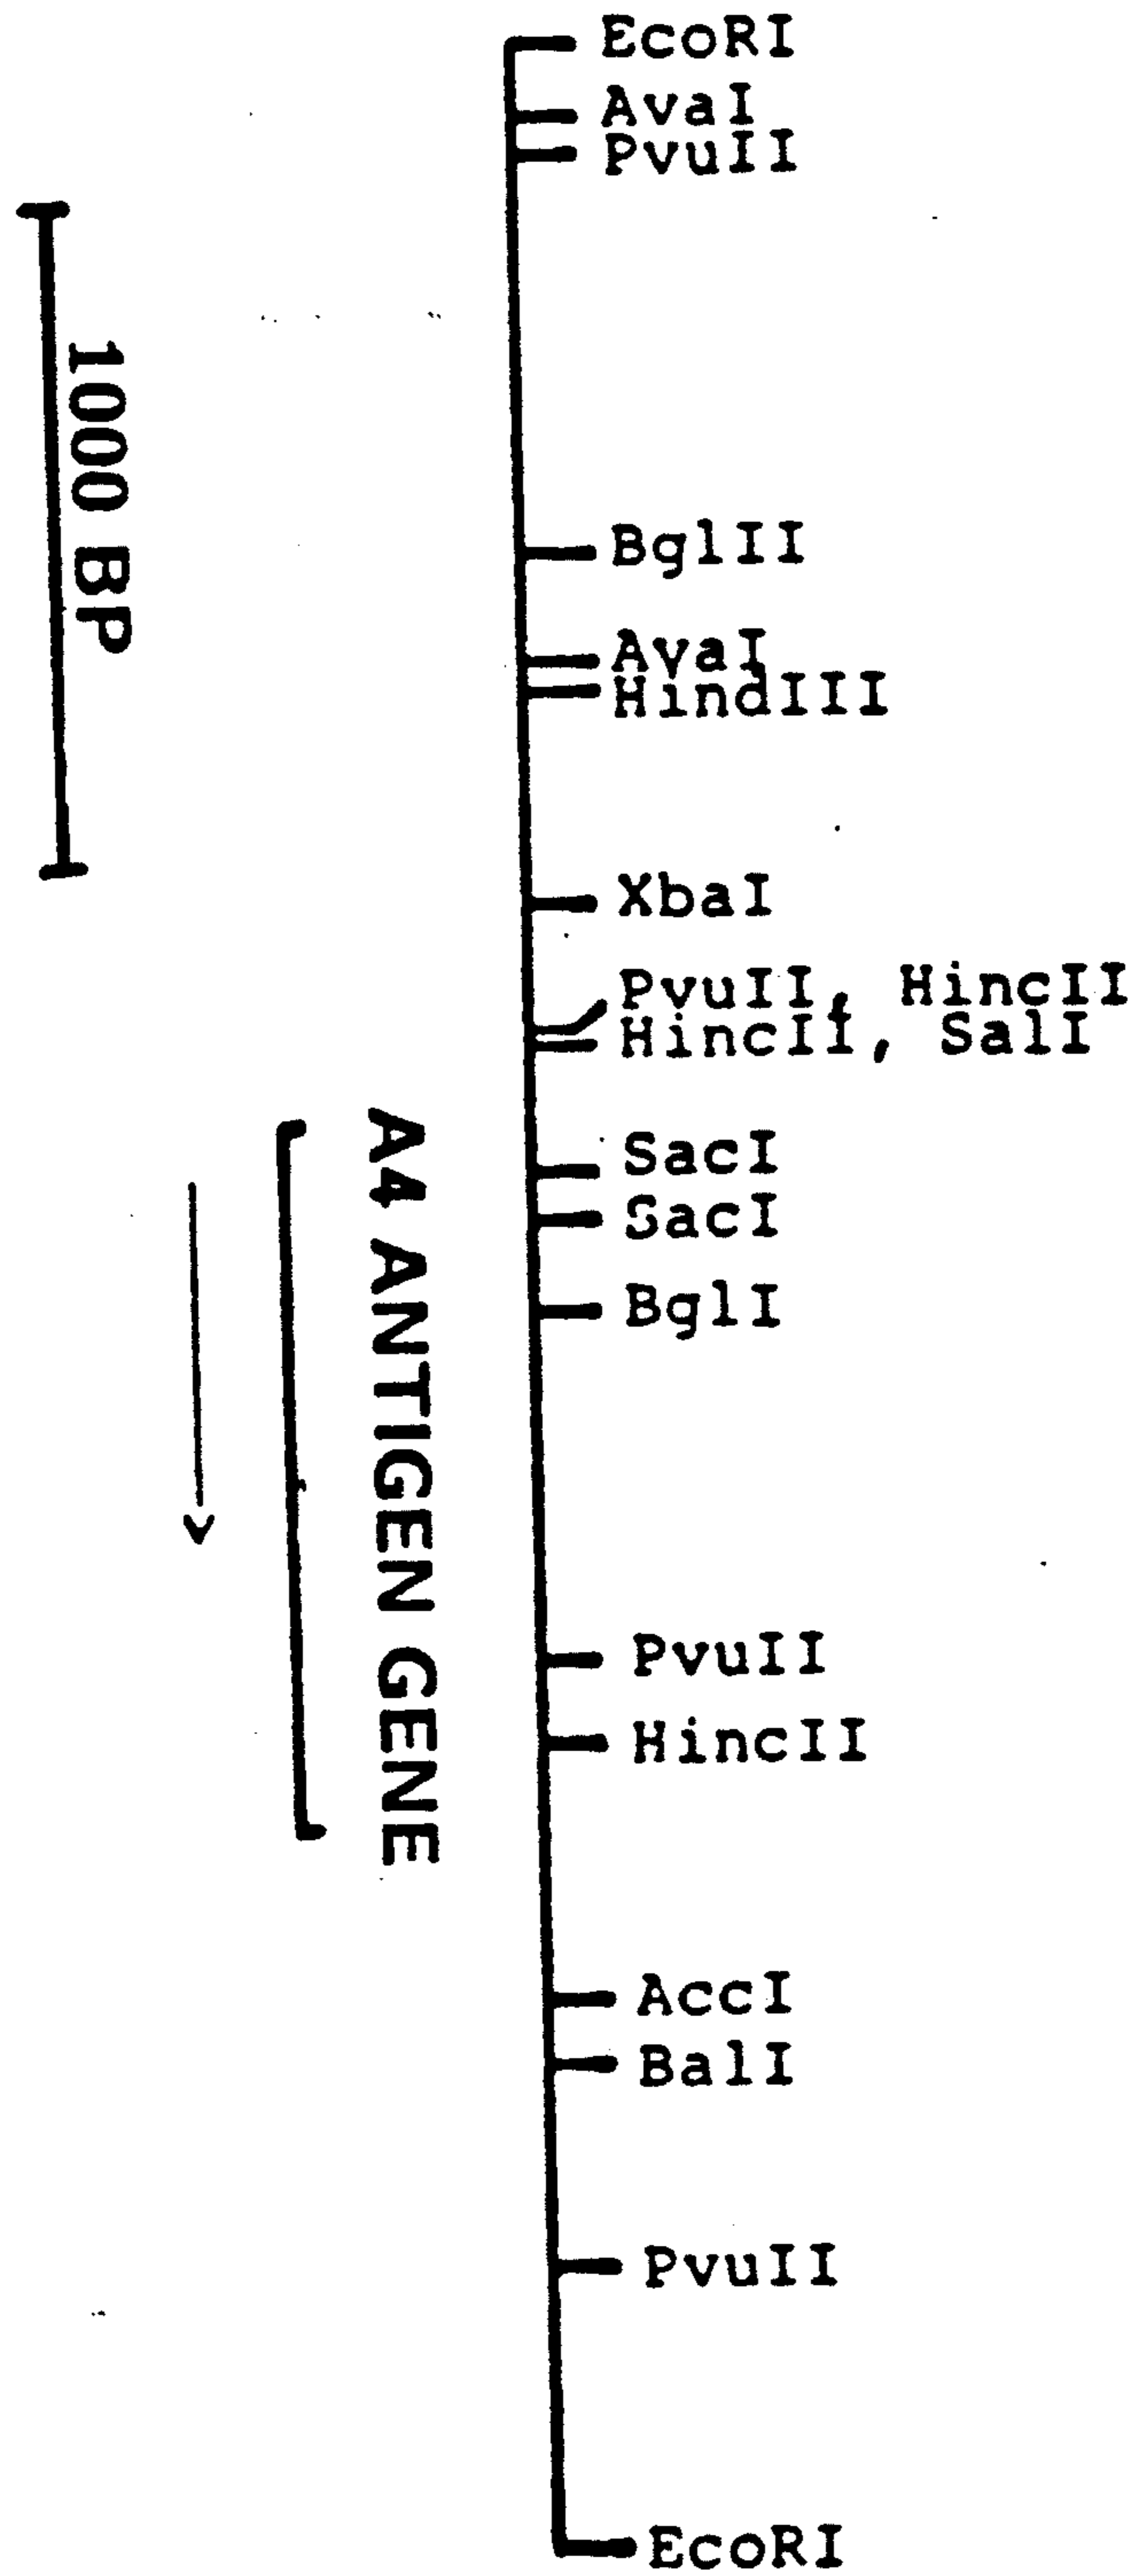 EcoRI
AvaI
PvuII
1000 BP
BglII
AvaI
HindIII
XbaI
PvuII, HincII
HincII, SalI
A4 ANTIGEN GENE
SacI
SacI
BglI
PvuII
HincII
AccI
BalI
PvuII
EcoRI